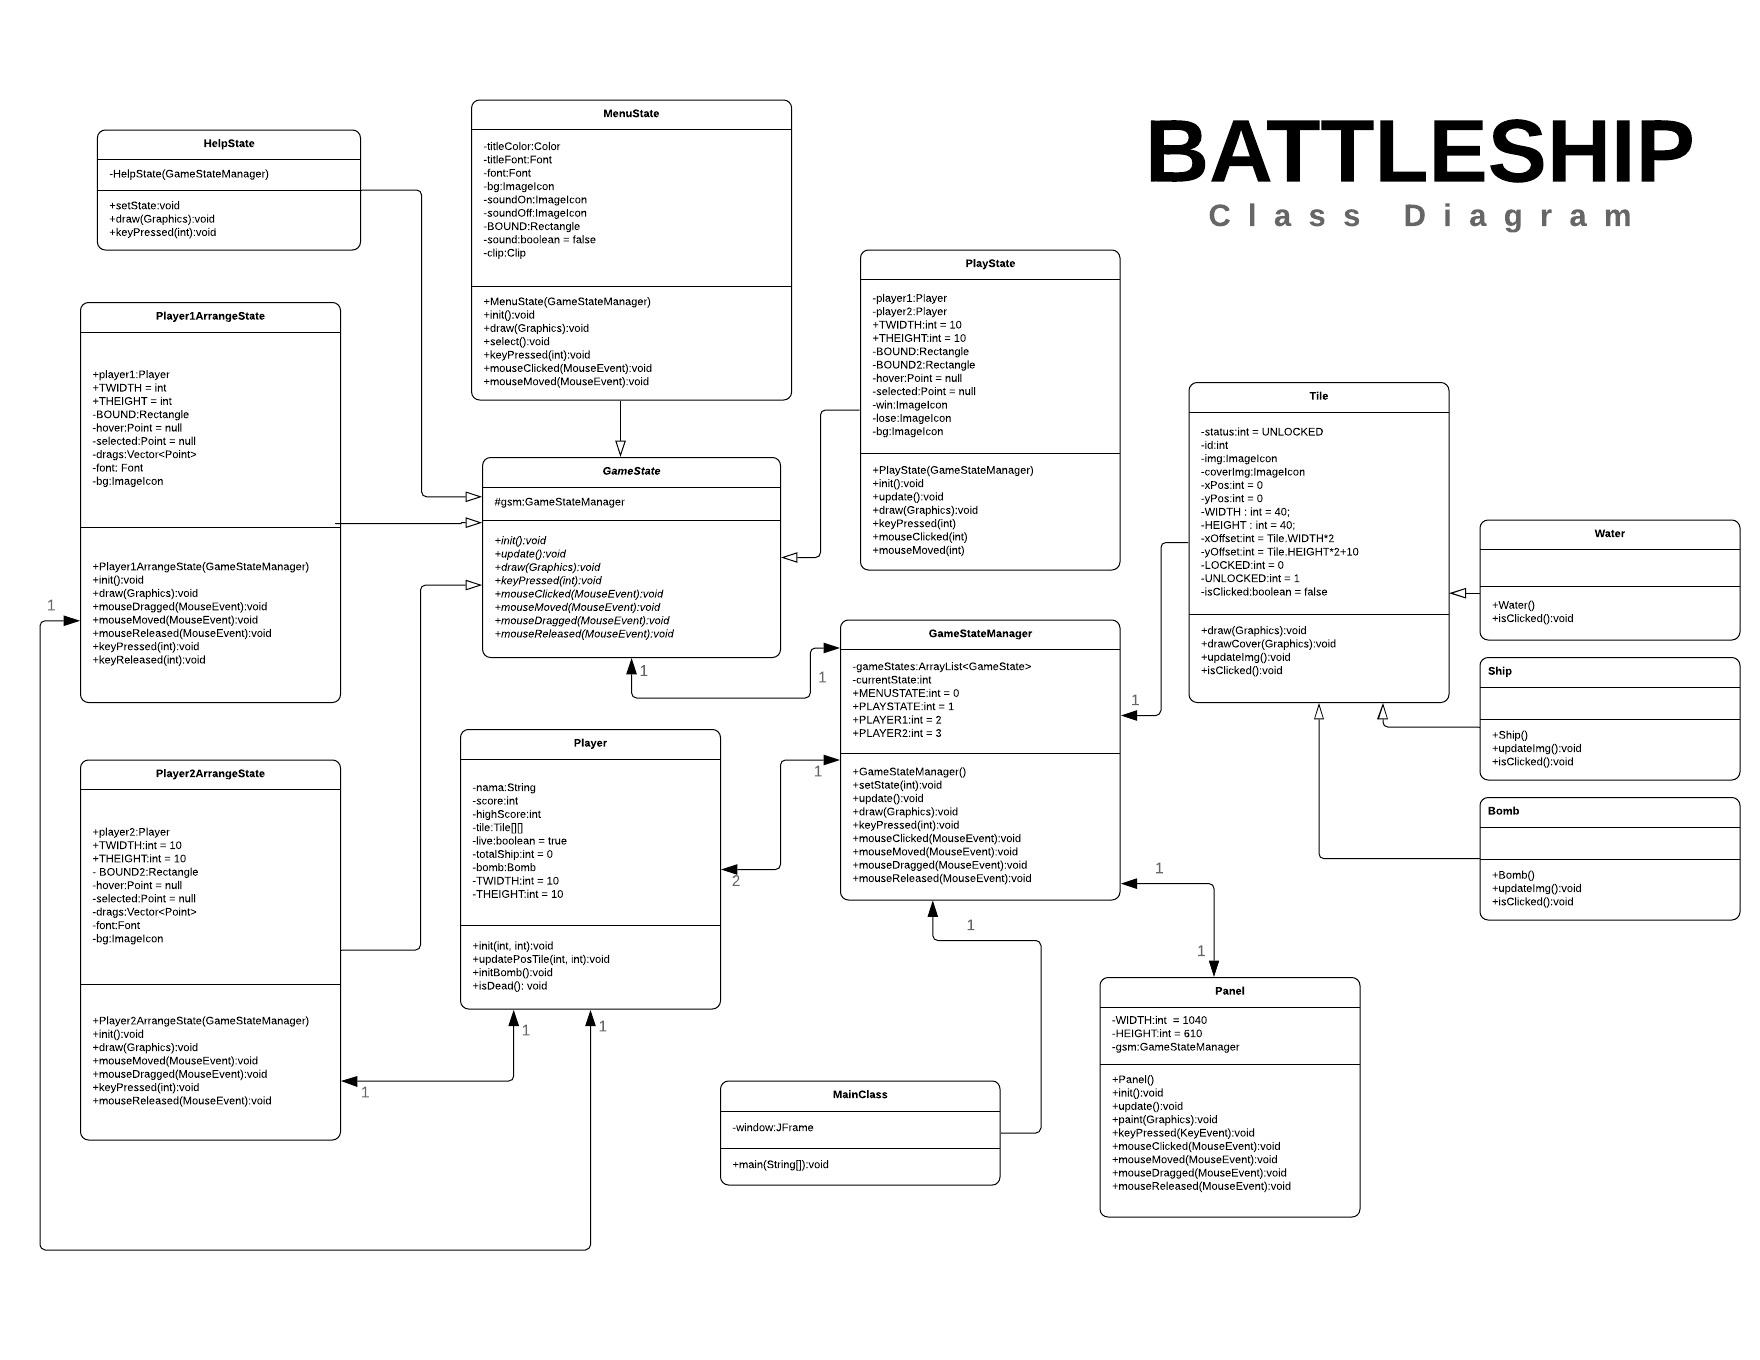 BATTLESHIP
Class Diagram
HelpState
-HelpState(GameStateManager)
+setState:void
+draw(Graphics):void
+keyPressed(int):void
MenuState
-titleColor:Color
-titleFont:Font
-font:Font
-bg:ImageIcon
-soundOn:ImageIcon
-soundOff:ImageIcon
-BOUND:Rectangle
-sound:boolean = false
-clip:Clip
+MenuState(GameStateManager)
+init():void
+draw(Graphics):void
+select():void
+keyPressed(int):void
+mouseClicked(MouseEvent):void
+mouseMoved(MouseEvent):void
PlayState
-player1:Player
-player2:Player
+TWIDTH:int = 10
+THEIGHT:int = 10
-BOUND:Rectangle
-BOUND2:Rectangle
-hover:Point = null
-selected:Point = null
-win:ImageIcon
-lose:ImageIcon
-bg:ImageIcon
+PlayState(GameStateManager)
+init():void
+update():void
+draw(Graphics):void
+keyPressed(int)
+mouseClicked(int)
+mouseMoved(int)
Player1ArrangeState
+player1:Player
+TWIDTH = int
+THEIGHT = int
-BOUND:Rectangle
-hover:Point = null
-selected:Point = null
-drags:Vector<Point>
-font: Font
-bg:ImageIcon
+Player1ArrangeState(GameStateManager)
+init():void
+draw(Graphics):void
+mouseDragged(MouseEvent):void
+mouseMoved(MouseEvent):void
+mouseReleased(MouseEvent):void
+keyPressed(int):void
+keyReleased(int):void
1
GameState
#gsm:GameStateManager
+init():void
+update():void
+draw(Graphics):void
+keyPressed(int):void
+mouseClicked(MouseEvent):void
+mouseMoved(MouseEvent):void
+mouseDragged(MouseEvent):void
+mouseReleased(MouseEvent):void
1
1
Tile
-status:int = UNLOCKED
-id:int
-img:ImageIcon
-coverImg:ImageIcon
-xPos:int = 0
-yPos:int = 0
-WIDTH : int = 40;
-HEIGHT : int = 40;
-xOffset:int = Tile.WIDTH*2
-yOffset:int = Tile.HEIGHT*2+10
-LOCKED:int = 0
-UNLOCKED:int = 1
-isClicked:boolean = false
+draw(Graphics):void
+drawCover(Graphics):void
+updateImg():void
+isClicked():void
1
Water
+Water()
+isClicked():void
Ship
+Ship()
+updateImg():void
+isClicked():void
Bomb
+Bomb()
+updateImg():void
+isClicked():void
GameStateManager
-gameStates:ArrayList<GameState>
-currentState:int
+MENUSTATE:int = 0
+PLAYSTATE:int = 1
+PLAYER1:int = 2
+PLAYER2:int = 3
+GameStateManager()
+setState(int):void
+update():void
+draw(Graphics):void
+keyPressed(int):void
+mouseClicked(MouseEvent):void
+mouseMoved(MouseEvent):void
+mouseDragged(MouseEvent):void
+mouseReleased(MouseEvent):void
1
2
1
1
1
Player
-nama:String
-score:int
-highScore:int
-tile:Tile[][]
-live:boolean = true
-totalShip:int = 0
-bomb:Bomb
-TWIDTH:int = 10
-THEIGHT:int = 10
+init(int, int):void
+updatePosTile(int, int):void
+initBomb():void
+isDead(): void
1
1
1
Player2ArrangeState
+player2:Player
+TWIDTH:int = 10
+THEIGHT:int = 10
- BOUND2:Rectangle
-hover:Point = null
-selected:Point = null
-drags:Vector<Point>
-font:Font
-bg:ImageIcon
+Player2ArrangeState(GameStateManager)
+init():void
+draw(Graphics):void
+mouseMoved(MouseEvent):void
+mouseDragged(MouseEvent):void
+keyPressed(int):void
+mouseReleased(MouseEvent):void
MainClass
-window:JFrame
+main(String[]):void
Panel
-WIDTH:int  = 1040
-HEIGHT:int = 610
-gsm:GameStateManager
+Panel()
+init():void
+update():void
+paint(Graphics):void
+keyPressed(KeyEvent):void
+mouseClicked(MouseEvent):void
+mouseMoved(MouseEvent):void
+mouseDragged(MouseEvent):void
+mouseReleased(MouseEvent):void